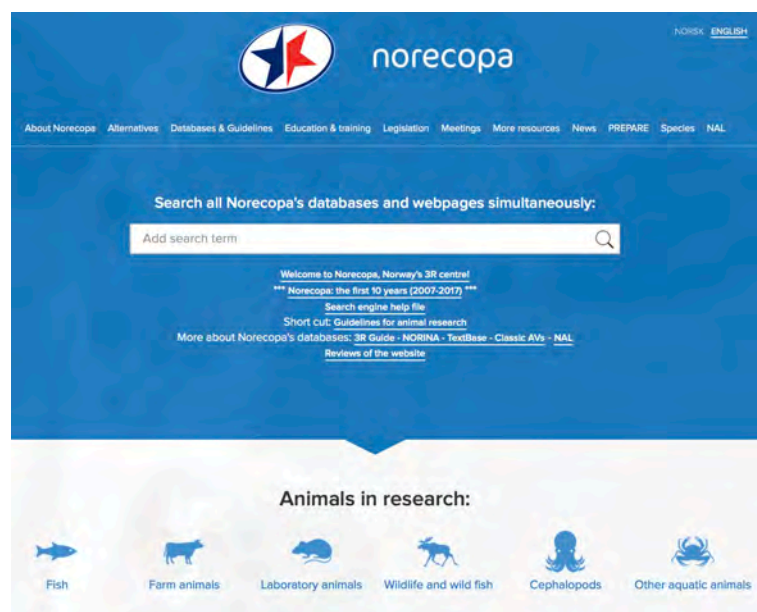 NORSK ENGLISH
norecopa
About Norecopa Alternatives Databases & Guidelines Education & training Legislation Meetings More resources News PREPARE Species NAL
Search all Norecopa's databases and webpages simultaneously:
Add search term
Welcome to Norecopa, Norway's 3R centre!
*** Norecopa: the first 10 years (2007-2017) ***
Search engine help file
Short cut: Guidelines for animal research
More about Norecopa's databases: 3R Guide - NORINA - TextBase - Classic AVs - NAL
Reviews of the website
Animals in research:
Fish Farm animals Laboratory animals Wildlife and wild fish Cephalopods Other aquatic animals